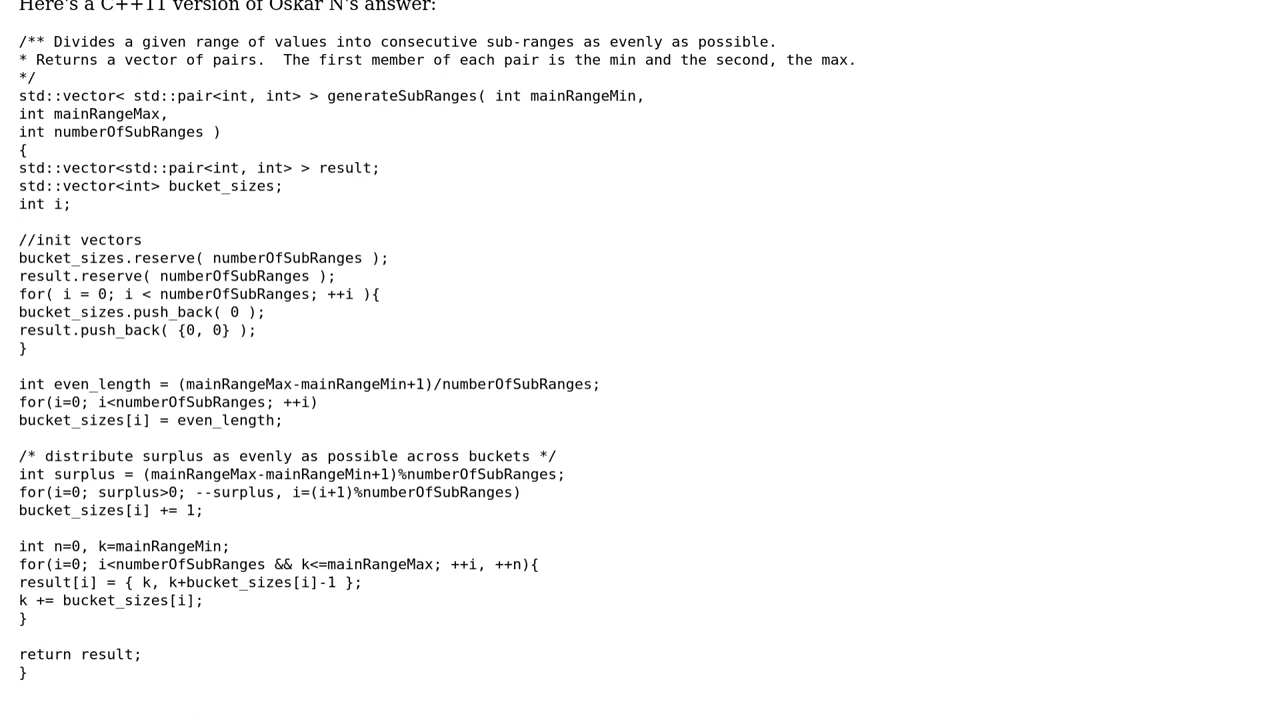 Here's a C++11 version of Oskar N's answer:
/** Divides a given range of values into consecutive sub-ranges as evenly as possible.
* Returns a vector of pairs.  The first member of each pair is the min and the second, the max.
*/
std::vector< std::pair<int, int> > generateSubRanges( int mainRangeMin,
int mainRangeMax,
int numberOfSubRanges )
{
std::vector<std::pair<int, int> > result;
std::vector<int> bucket_sizes;
int i;
//init vectors
bucket_sizes.reserve( numberOfSubRanges );
result.reserve( numberOfSubRanges );
for( i = 0; i < numberOfSubRanges; ++i ){
bucket_sizes.push_back( 0 );
result.push_back( {0, 0} );
}
int even_length = (mainRangeMax-mainRangeMin+1)/numberOfSubRanges;
for(i=0; i<numberOfSubRanges; ++i)
bucket_sizes[i] = even_length;
/* distribute surplus as evenly as possible across buckets */
int surplus = (mainRangeMax-mainRangeMin+1)%numberOfSubRanges;
for(i=0; surplus>0; --surplus, i=(i+1)%numberOfSubRanges)
bucket_sizes[i] += 1;
int n=0, k=mainRangeMin;
for(i=0; i<numberOfSubRanges && k<=mainRangeMax; ++i, ++n){
result[i] = { k, k+bucket_sizes[i]-1 };
k += bucket_sizes[i];
}
return result;
}